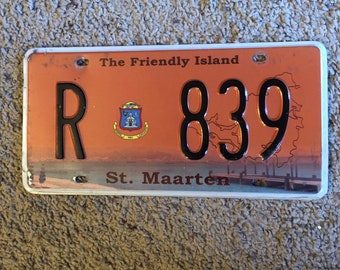 The Friendly Island
R 839
St. Maarten